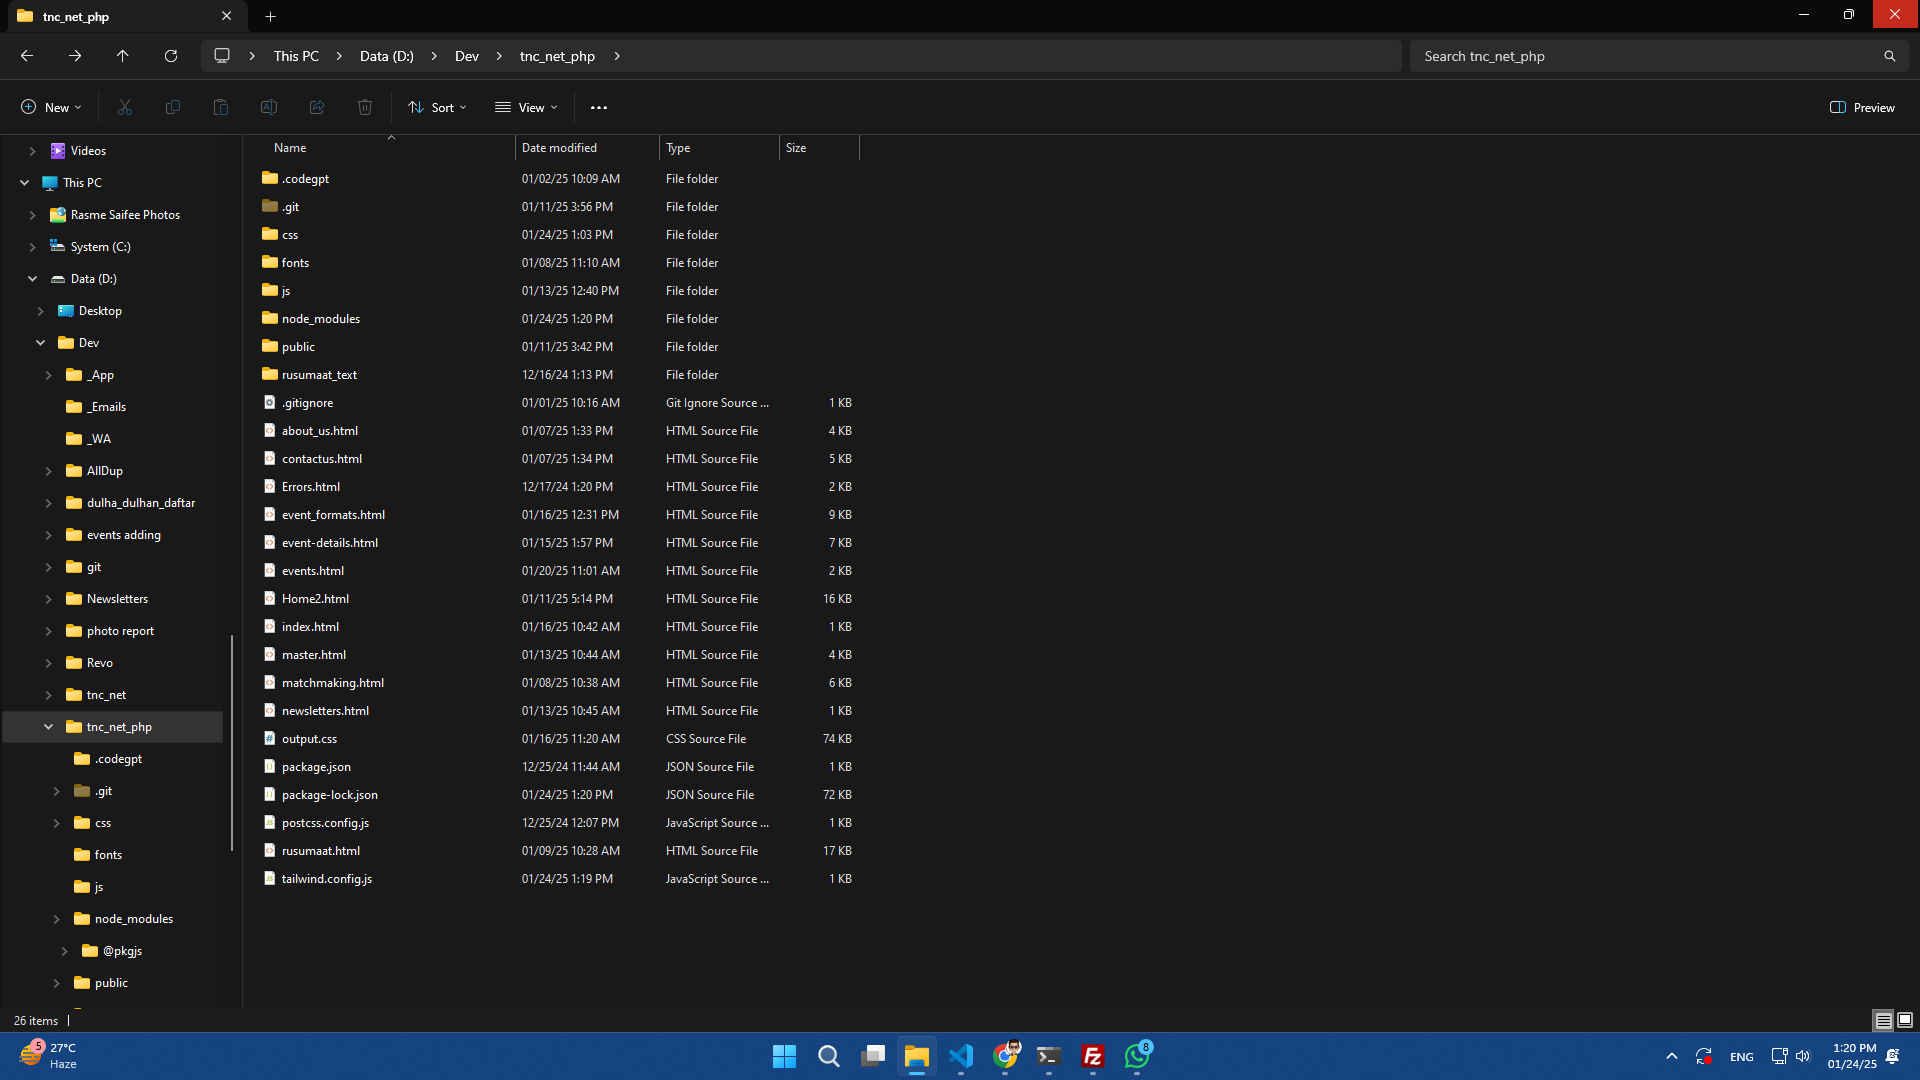 tnc_net_php
This PC
Data (D:)
Dev
tnc_net_php
Search tnc_net_php
New
Sort
View
Preview
Videos
This PC
Rasme Saifee Photos
System (C:)
Data (D:)
Desktop
Dev
_App
_Emails
_WA
AllDup
dulha_dulhan_daftar
events adding
git
Newsletters
photo report
Revo
tnc_net
tnc_net_php
.codegpt
.git
css
fonts
js
node_modules
@pkgjs
public
Name Date modified Type Size
.codegpt 01/02/25 10:09 AM File folder
.git 01/11/25 3:56 PM File folder
css 01/24/25 1:03 PM File folder
fonts 01/08/25 11:10 AM File folder
js 01/13/25 12:40 PM File folder
node_modules 01/24/25 1:20 PM File folder
public 01/11/25 3:42 PM File folder
rusumaat_text 12/16/24 1:13 PM File folder
.gitignore 01/01/25 10:16 AM Git Ignore Source ... 1 KB
about_us.html 01/07/25 1:33 PM HTML Source File 4 KB
contactus.html 01/07/25 1:34 PM HTML Source File 5 KB
Errors.html 12/17/24 1:20 PM HTML Source File 2 KB
event_formats.html 01/16/25 12:31 PM HTML Source File 9 KB
event-details.html 01/15/25 1:57 PM HTML Source File 7 KB
events.html 01/20/25 11:01 AM HTML Source File 2 KB
Home2.html 01/11/25 5:14 PM HTML Source File 16 KB
index.html 01/16/25 10:42 AM HTML Source File 1 KB
master.html 01/13/25 10:44 AM HTML Source File 4 KB
matchmaking.html 01/08/25 10:38 AM HTML Source File 6 KB
newsletters.html 01/13/25 10:45 AM HTML Source File 1 KB
output.css 01/16/25 11:20 AM CSS Source File 74 KB
package.json 12/25/24 11:44 AM JSON Source File 1 KB
package-lock.json 01/24/25 1:20 PM JSON Source File 72 KB
postcss.config.js 12/25/24 12:07 PM JavaScript Source ... 1 KB
rusumaat.html 01/09/25 10:28 AM HTML Source File 17 KB
tailwind.config.js 01/24/25 1:19 PM JavaScript Source ... 1 KB
26 items
5
27°C
Haze
Fz
8
ENG
1:20 PM
01/24/25